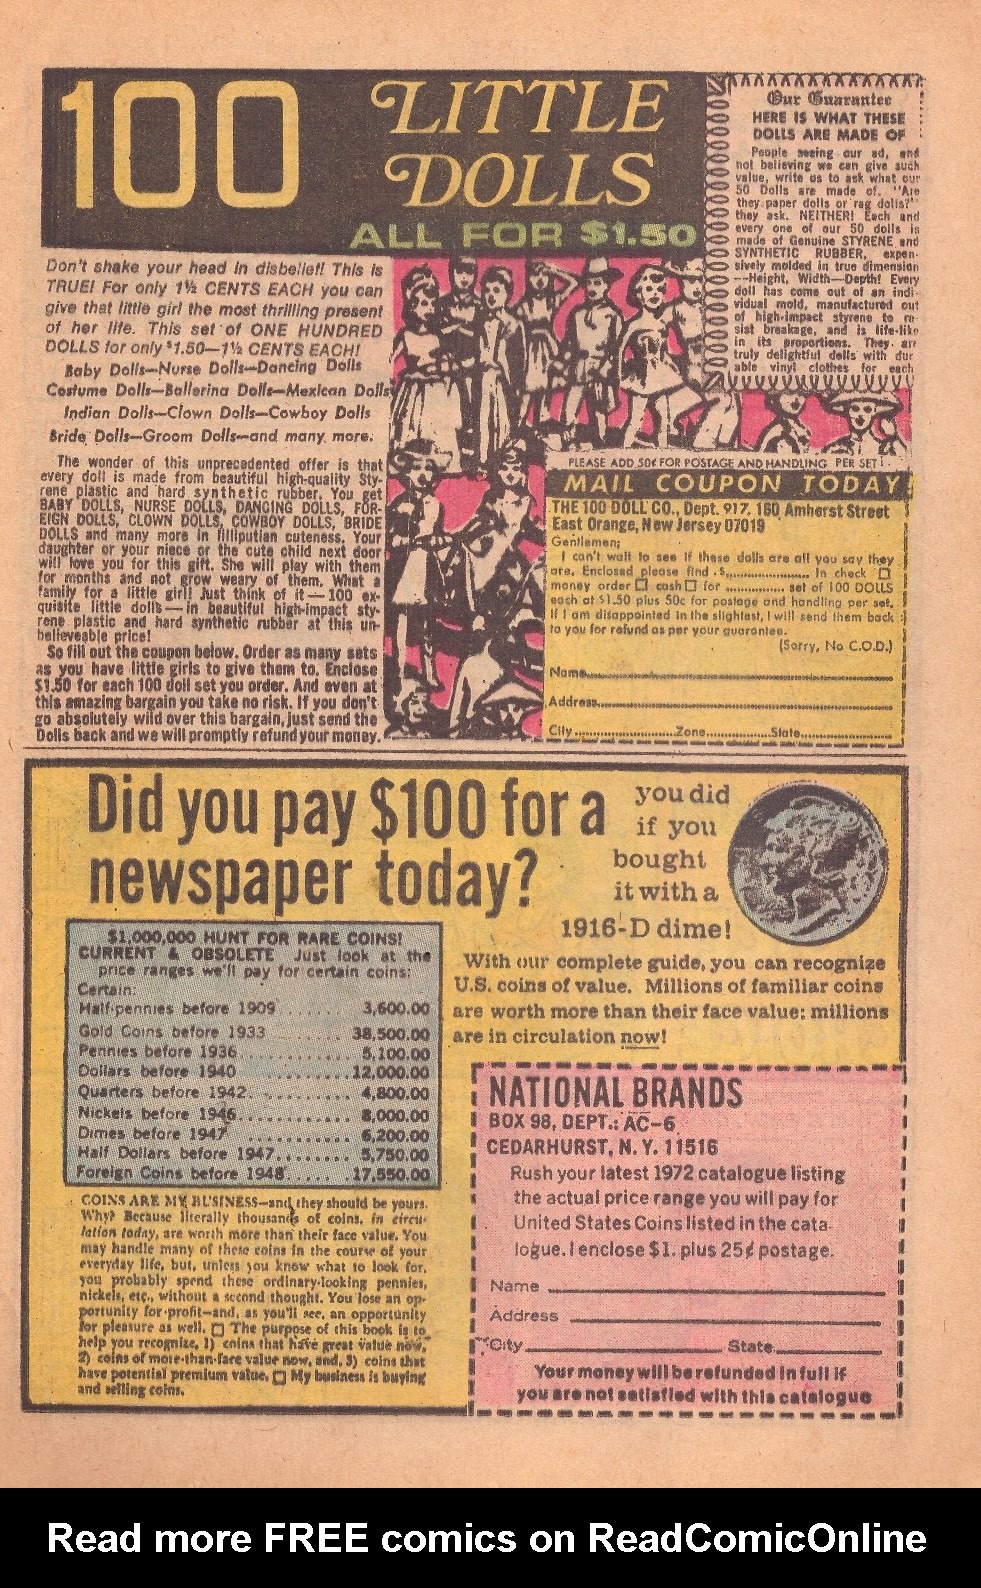 100 LITTLE
DOLLS
ALL FOR $1.50
Our Guarantee
HERE IS WHAT THESE
DOLLS ARE MADE OF
People seeing our ad, and
not believing we can give such
value, write us to ask what our
50 Dolls are made of. "Are
they paper dolls or rag dolls?"
they ask. NEITHER! Each and
every one of our 50 dolls is
made of Genuine STYRENE and
SYNTHETIC RUBBER, expen-
sively molded in true dimension
—Height, Width—Depth! Every
doll has come out of an indi-
vidual mold, manufactured out
of high-impact styrene to re-
sist breakage, and is life-like
in its proportions. They are
truly delightful dolls with dur
able vinyl clothes for each
Don't shake your head in disbelief! This is
TRUE! For only 1½ CENTS EACH you can
give that little girl the most thrilling present
of her life. This set of ONE HUNDRED
DOLLS for only $1.50—1½ CENTS EACH!
Baby Dolls—Nurse Dolls—Dancing Dolls
Costume Dolls—Ballerina Dolls—Mexican Dolls
Indian Dolls—Clown Dolls—Cowboy Dolls
Bride Dolls—Groom Dolls—and many more.
The wonder of this unprecedented offer is that
every doll is made from beautiful high-quality Sty-
rene plastic and hard synthetic rubber. You get
BABY DOLLS, NURSE DOLLS, DANCING DOLLS, FOR-
EIGN DOLLS, CLOWN DOLLS, COWBOY DOLLS, BRIDE
DOLLS and many more in filliputian cuteness. Your
daughter or your niece or the cute child next door
will love you for this gift. She will play with them
for months and not grow weary of them. What a
family for a little girl! Just think of it—100 ex-
quisite little dolls—in beautiful high-impact sty-
rene plastic and hard synthetic rubber at this un-
believeable price!
So fill out the coupon below. Order as many sets
as you have little girls to give them to. Enclose
$1.50 for each 100 doll set you order. And even at
this amazing bargain you take no risk. If you don't
go absolutely wild over this bargain, just send the
Dolls back and we will promptly refund your money.
PLEASE ADD .50¢ FOR POSTAGE AND HANDLING PER SET!
MAIL COUPON TODAY
THE 100 DOLL CO., Dept. 917, 160 Amherst Street
East Orange, New Jersey 07019
Gentlemen;
I can't wait to see if these dolls are all you say they
are. Enclosed please find $.................... In check □
money order □ cash □ for .................. set of 100 DOLLS
each at $1.50 plus 50c for postage and handling per set.
If I am disappointed in the slightest, I will send them back
to you for refund as per your guarantee.
(Sorry, No C.O.D.)
Name
Address
City ........................ Zone ................ State
Did you pay $100 for a
newspaper today?
you did
if you
bought
it with a
1916-D dime!
$1,000,000 HUNT FOR RARE COINS!
CURRENT & OBSOLETE Just look at the
price ranges we'll pay for certain coins:
Certain:
Half-pennies before 1909 ...... 3,600.00
Gold Coins before 1933 ....... 38,500.00
Pennies before 1936 ........... 5,100.00
Dollars before 1940 .......... 12,000.00
Quarters before 1942 .......... 4,800.00
Nickels before 1946 ........... 8,000.00
Dimes before 1947 ........... 6,200.00
Half Dollars before 1947 ........ 5,750.00
Foreign Coins before 1948 ..... 17,550.00
With our complete guide, you can recognize
U.S. coins of value. Millions of familiar coins
are worth more than their face value; millions
are in circulation now!
COINS ARE MY BUSINESS—and they should be yours.
Why? Because literally thousands of coins, in circu-
lation today, are worth more than their face value. You
may handle many of these coins in the course of your
everyday life, but, unless you know what to look for,
you probably spend these ordinary-looking pennies,
nickels, etc., without a second thought. You lose an op-
portunity for profit—and, as you'll see, an opportunity
for pleasure as well. □ The purpose of this book is to
help you recognize, 1) coins that have great value now,
2) coins of more-than-face value now, and, 3) coins that
have potential premium value. □ My business is buying
and selling coins.
NATIONAL BRANDS
BOX 98, DEPT.: AC-6
CEDARHURST, N. Y. 11516
Rush your latest 1972 catalogue listing
the actual price range you will pay for
United States Coins listed in the cata-
logue. I enclose $1. plus 25¢ postage.
Name
Address
City State
Your money will be refunded in full if
you are not satisfied with this catalogue
Read more FREE comics on ReadComicOnline